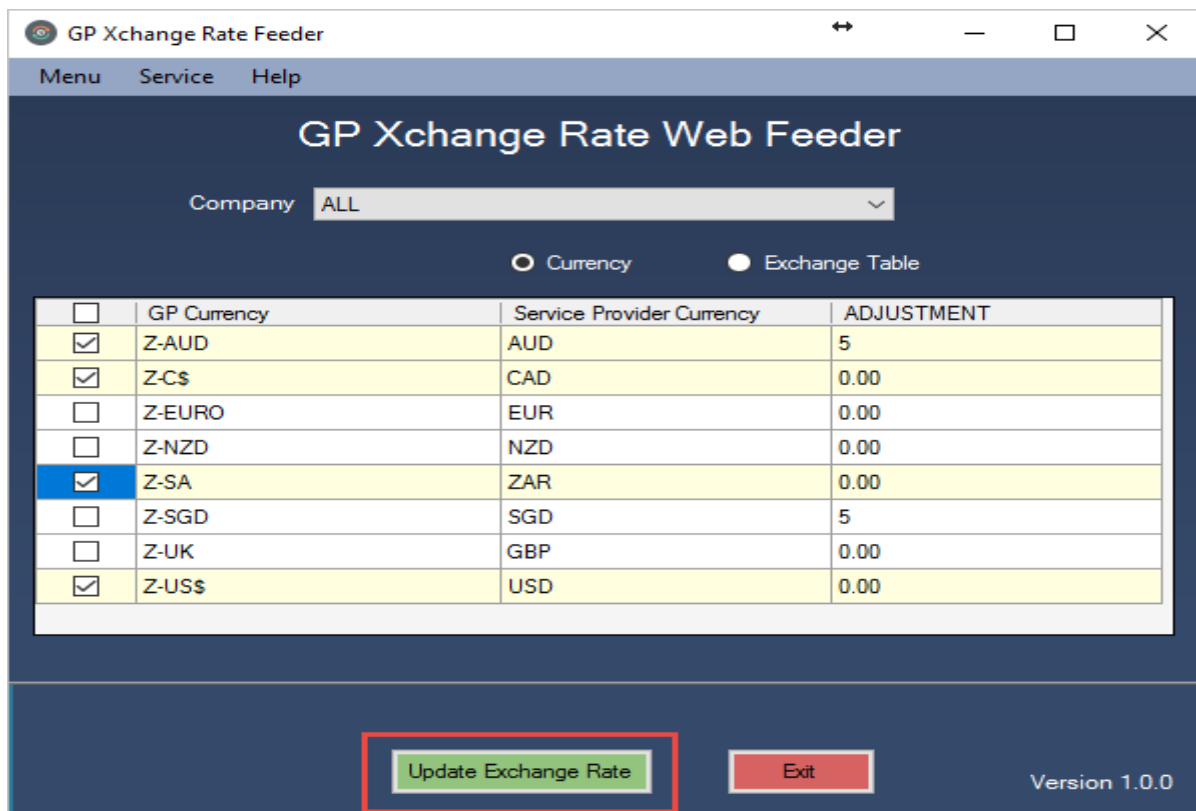 GP Xchange Rate Feeder
Menu Service Help
GP Xchange Rate Web Feeder
Company ALL
Currency Exchange Table
GP Currency Service Provider Currency ADJUSTMENT
Z-AUD AUD 5
Z-C$ CAD 0.00
Z-EURO EUR 0.00
Z-NZD NZD 0.00
Z-SA ZAR 0.00
Z-SGD SGD 5
Z-UK GBP 0.00
Z-US$ USD 0.00
Update Exchange Rate Exit
Version 1.0.0